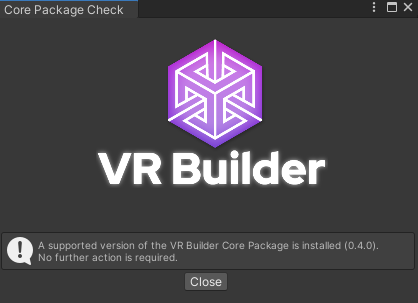 Core Package Check
VR Builder
A supported version of the VR Builder Core Package is installed (0.4.0).
No further action is required.
Close